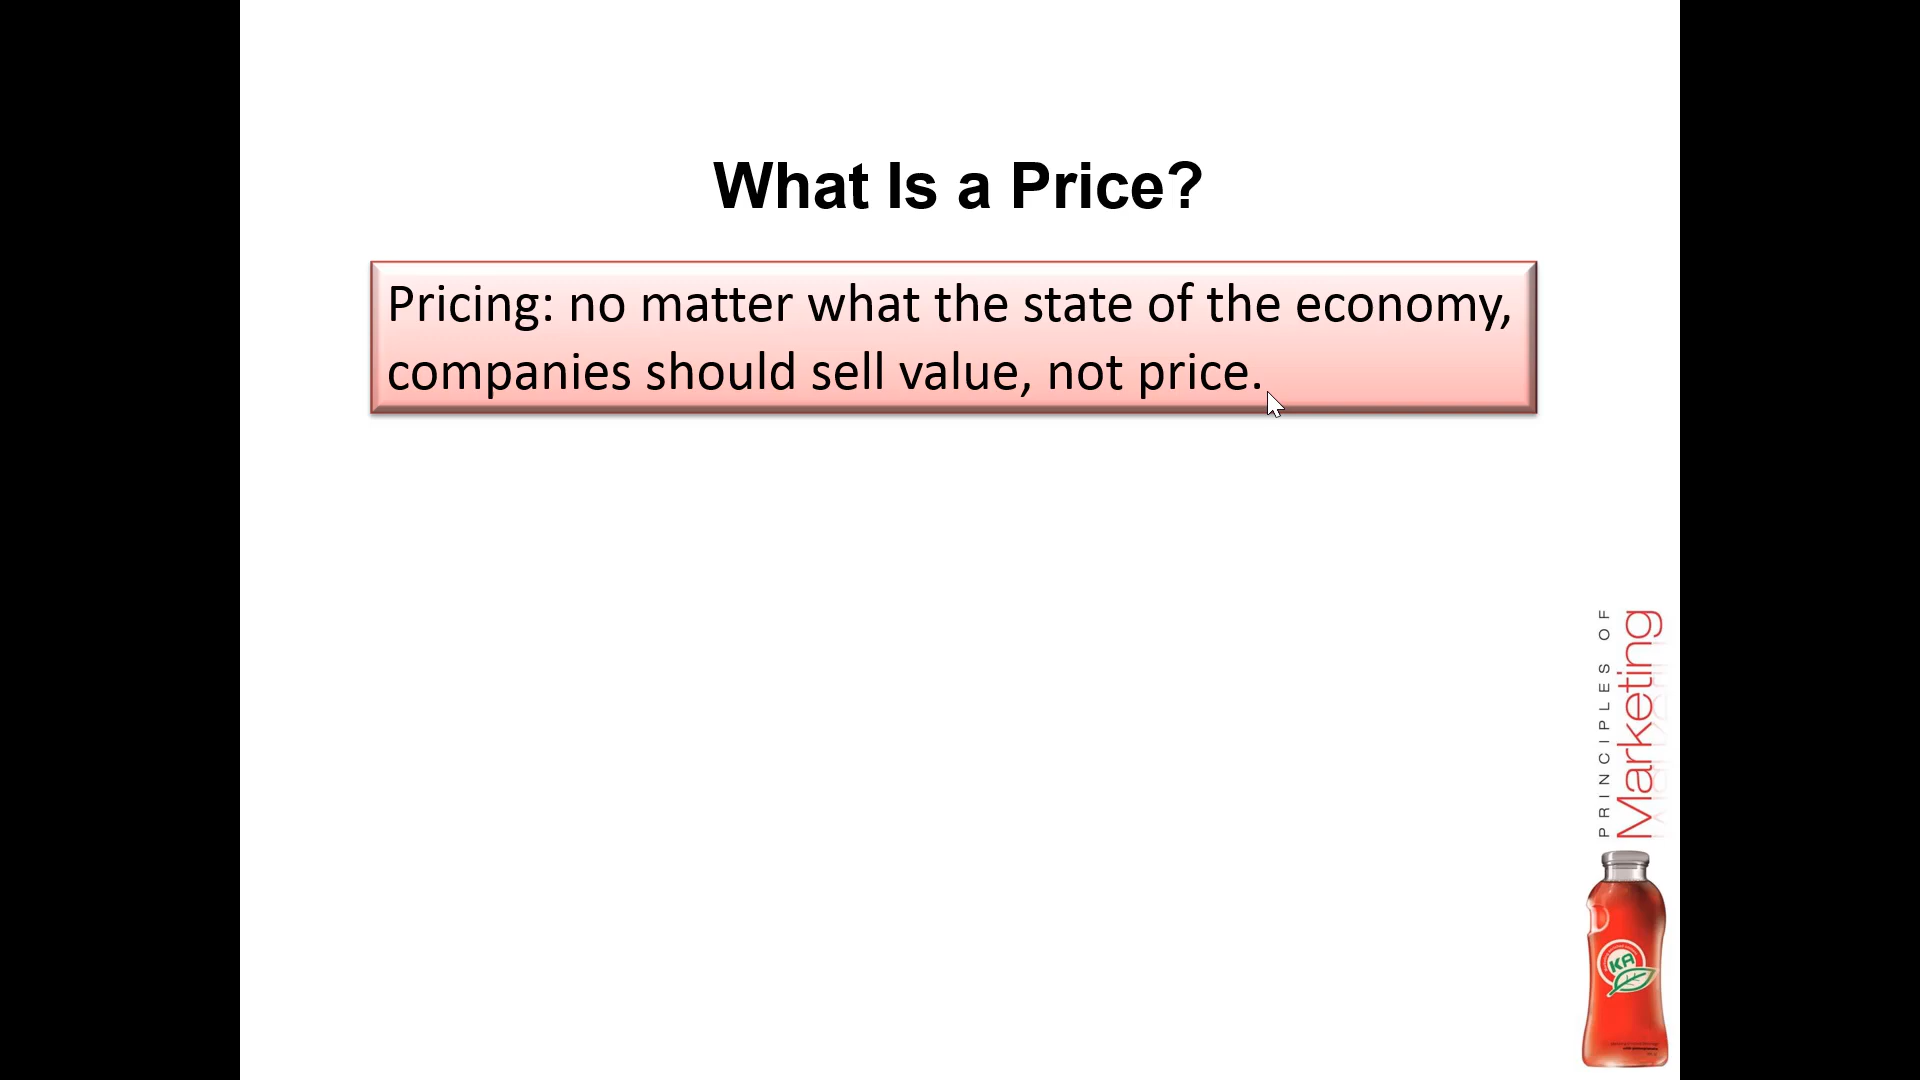 What Is a Price?
Pricing: no matter what the state of the economy,
companies should sell value, not price.
PRINCIPLES OF
Marketing
KA